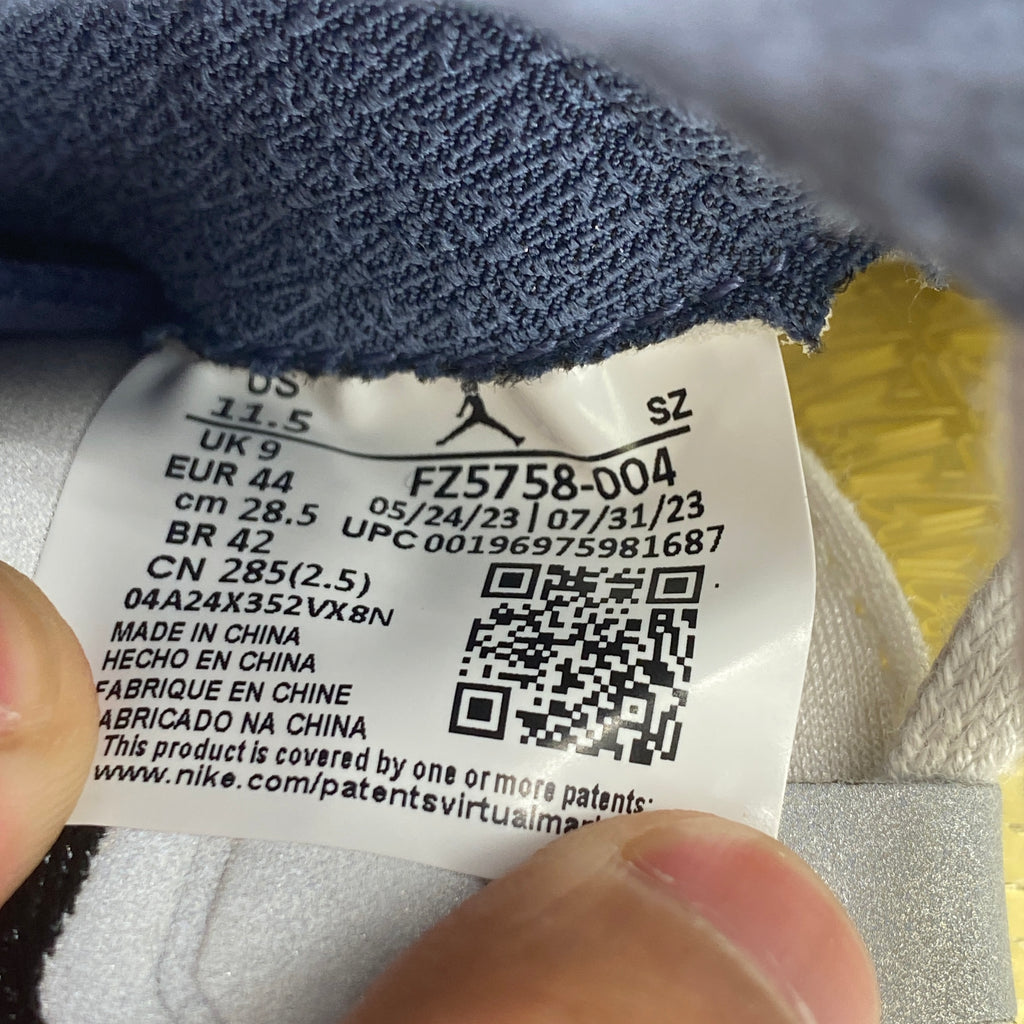 US
11.5
UK 9
EUR 44
cm 28.5
BR 42
CN 285(2.5)
04A24X352VX8N
MADE IN CHINA
HECHO EN CHINA
FABRIQUE EN CHINE
ABRICADO NA CHINA
This product is covered by one or more patents:
www.nike.com/patentsvirtualmar
SZ
FZ5758-004
05/24/23 | 07/31/23
UPC 00196975981687